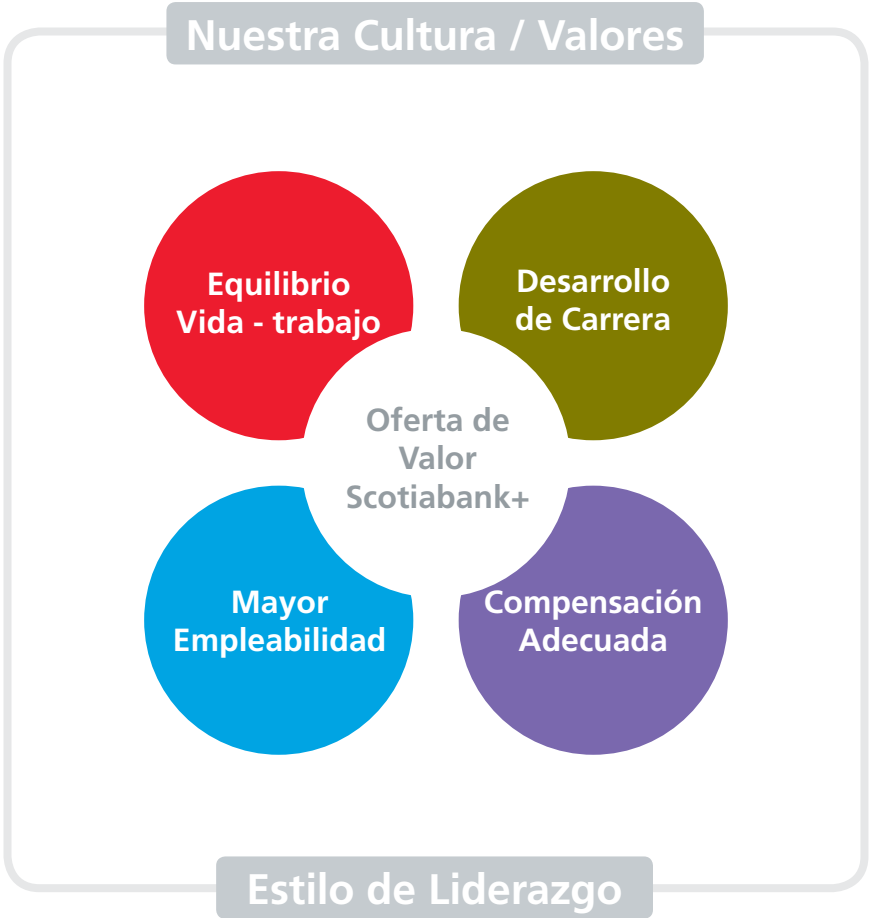 Nuestra Cultura / Valores
Equilibrio
Vida - trabajo
Desarrollo
de Carrera
Oferta de
Valor
Scotiabank+
Mayor
Empleabilidad
Compensación
Adecuada
Estilo de Liderazgo